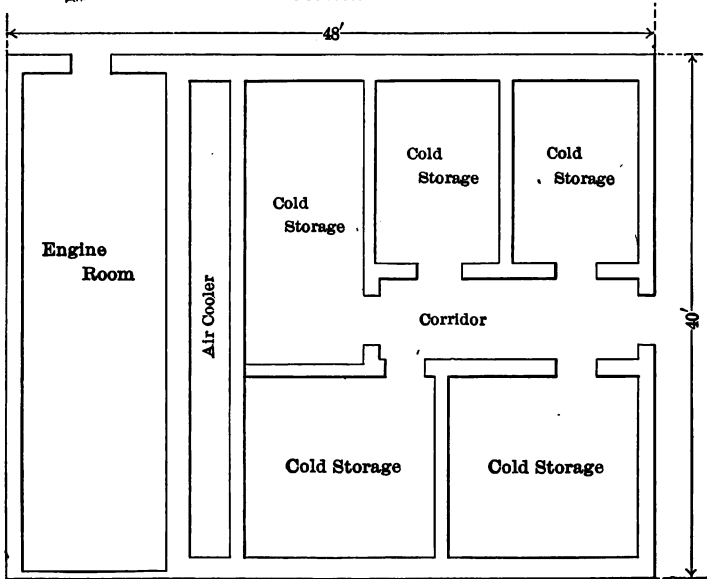 48'
Cold
Storage
Cold
Storage
Cold
Storage
Engine
Room
Air Cooler
Corridor
40'
Cold Storage
Cold Storage